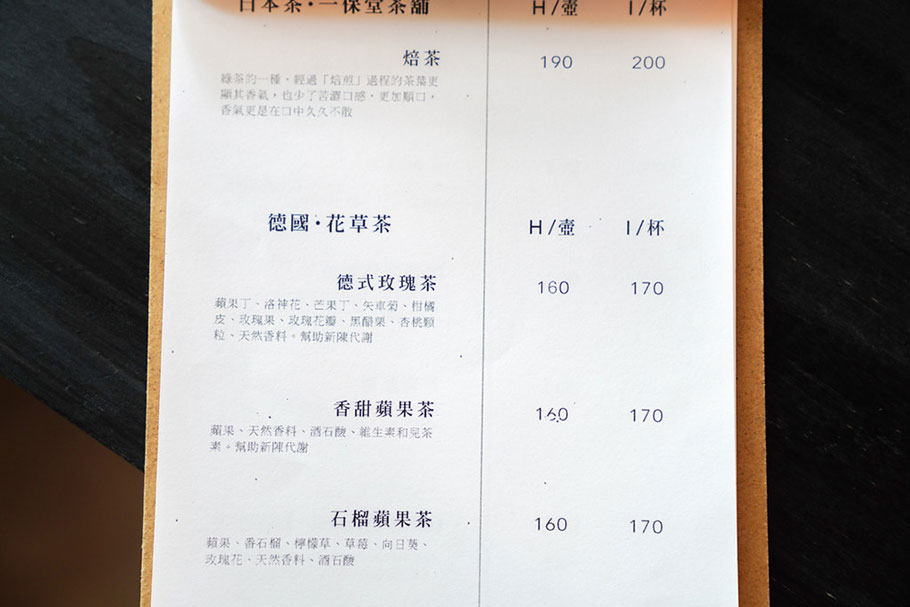 日本茶・一保堂茶舖 H/壺 I/杯
焙茶 190 200
綠茶的一種，經過「焙煎」過程的茶葉更
顯其香氣，也少了苦澀口感，更加順口，
香氣更是在口中久久不散
德國・花草茶 H/壺 I/杯
德式玫瑰茶 160 170
蘋果丁、洛神花、芒果丁、矢車菊、柑橘
皮、玫瑰果、玫瑰花瓣、黑醋栗、杏桃顆
粒、天然香料。幫助新陳代謝
香甜蘋果茶 160 170
蘋果、天然香料、酒石酸、維生素和兒茶
素。幫助新陳代謝
石榴蘋果茶 160 170
蘋果、番石榴、檸檬草、草莓、向日葵、
玫瑰花、天然香料、酒石酸